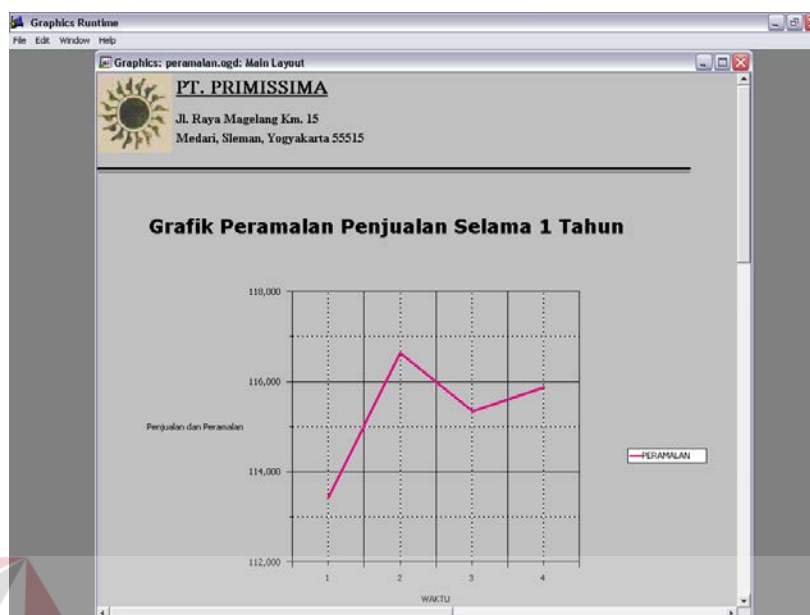 Graphics Runtime
File Edit Window Help
Graphics: peramalan.ogd: Main Layout
PT. PRIMISSIMA
Jl. Raya Magelang Km. 15
Medari, Sleman, Yogyakarta 55515
Grafik Peramalan Penjualan Selama 1 Tahun
118,000
116,000
Penjualan dan Peramalan
PERAMALAN
114,000
112,000
1 2 3 4
WAKTU